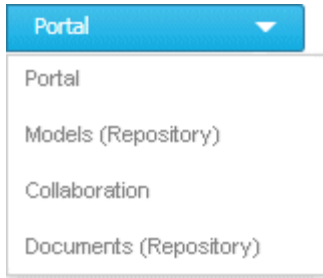 Portal
Portal
Models (Repository)
Collaboration
Documents (Repository)